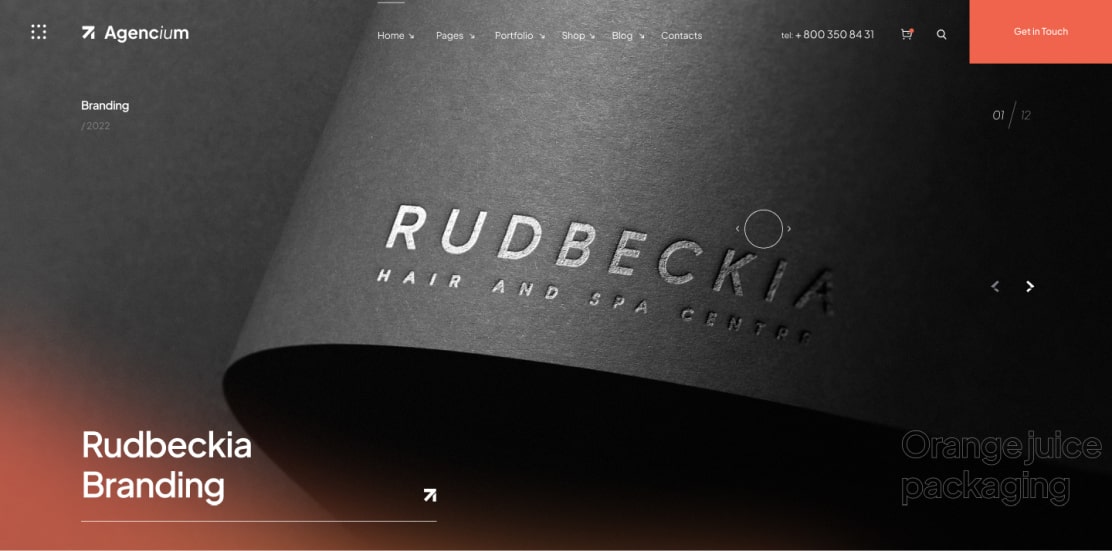 Agencium
Home Pages Portfolio Shop Blog Contacts
tel: + 800 350 84 31
Get in Touch
Branding
/ 2022
01 / 12
RUDBECKIA
HAIR AND SPA CENTRE
Rudbeckia
Branding
Orange juice
packaging